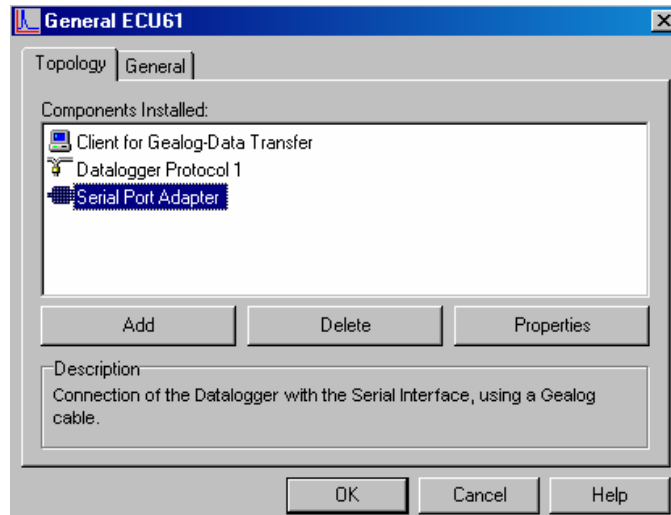 General ECU61
Topology
General
Components Installed:
Client for Gealog-Data Transfer
Datalogger Protocol 1
Serial Port Adapter
Add
Delete
Properties
Description
Connection of the Datalogger with the Serial Interface, using a Gealog
cable.
OK
Cancel
Help